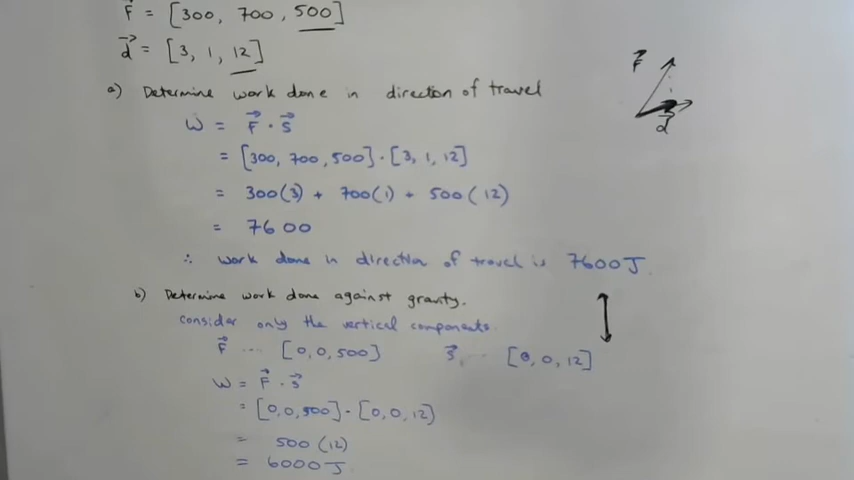 F⃗ = [300, 700, 500]
d⃗ = [3, 1, 12]
a) Determine work done in direction of travel
F⃗
d⃗
W = F⃗ · s⃗
= [300, 700, 500] · [3, 1, 12]
= 300(3) + 700(1) + 500(12)
= 7600
∴ work done in direction of travel is 7600J
b) Determine work done against gravity.
consider only the vertical components.
F⃗ ... [0,0,500] s⃗ ... [0,0,12]
W = F⃗ · s⃗
= [0,0,500] · [0,0,12]
= 500(12)
= 6000J